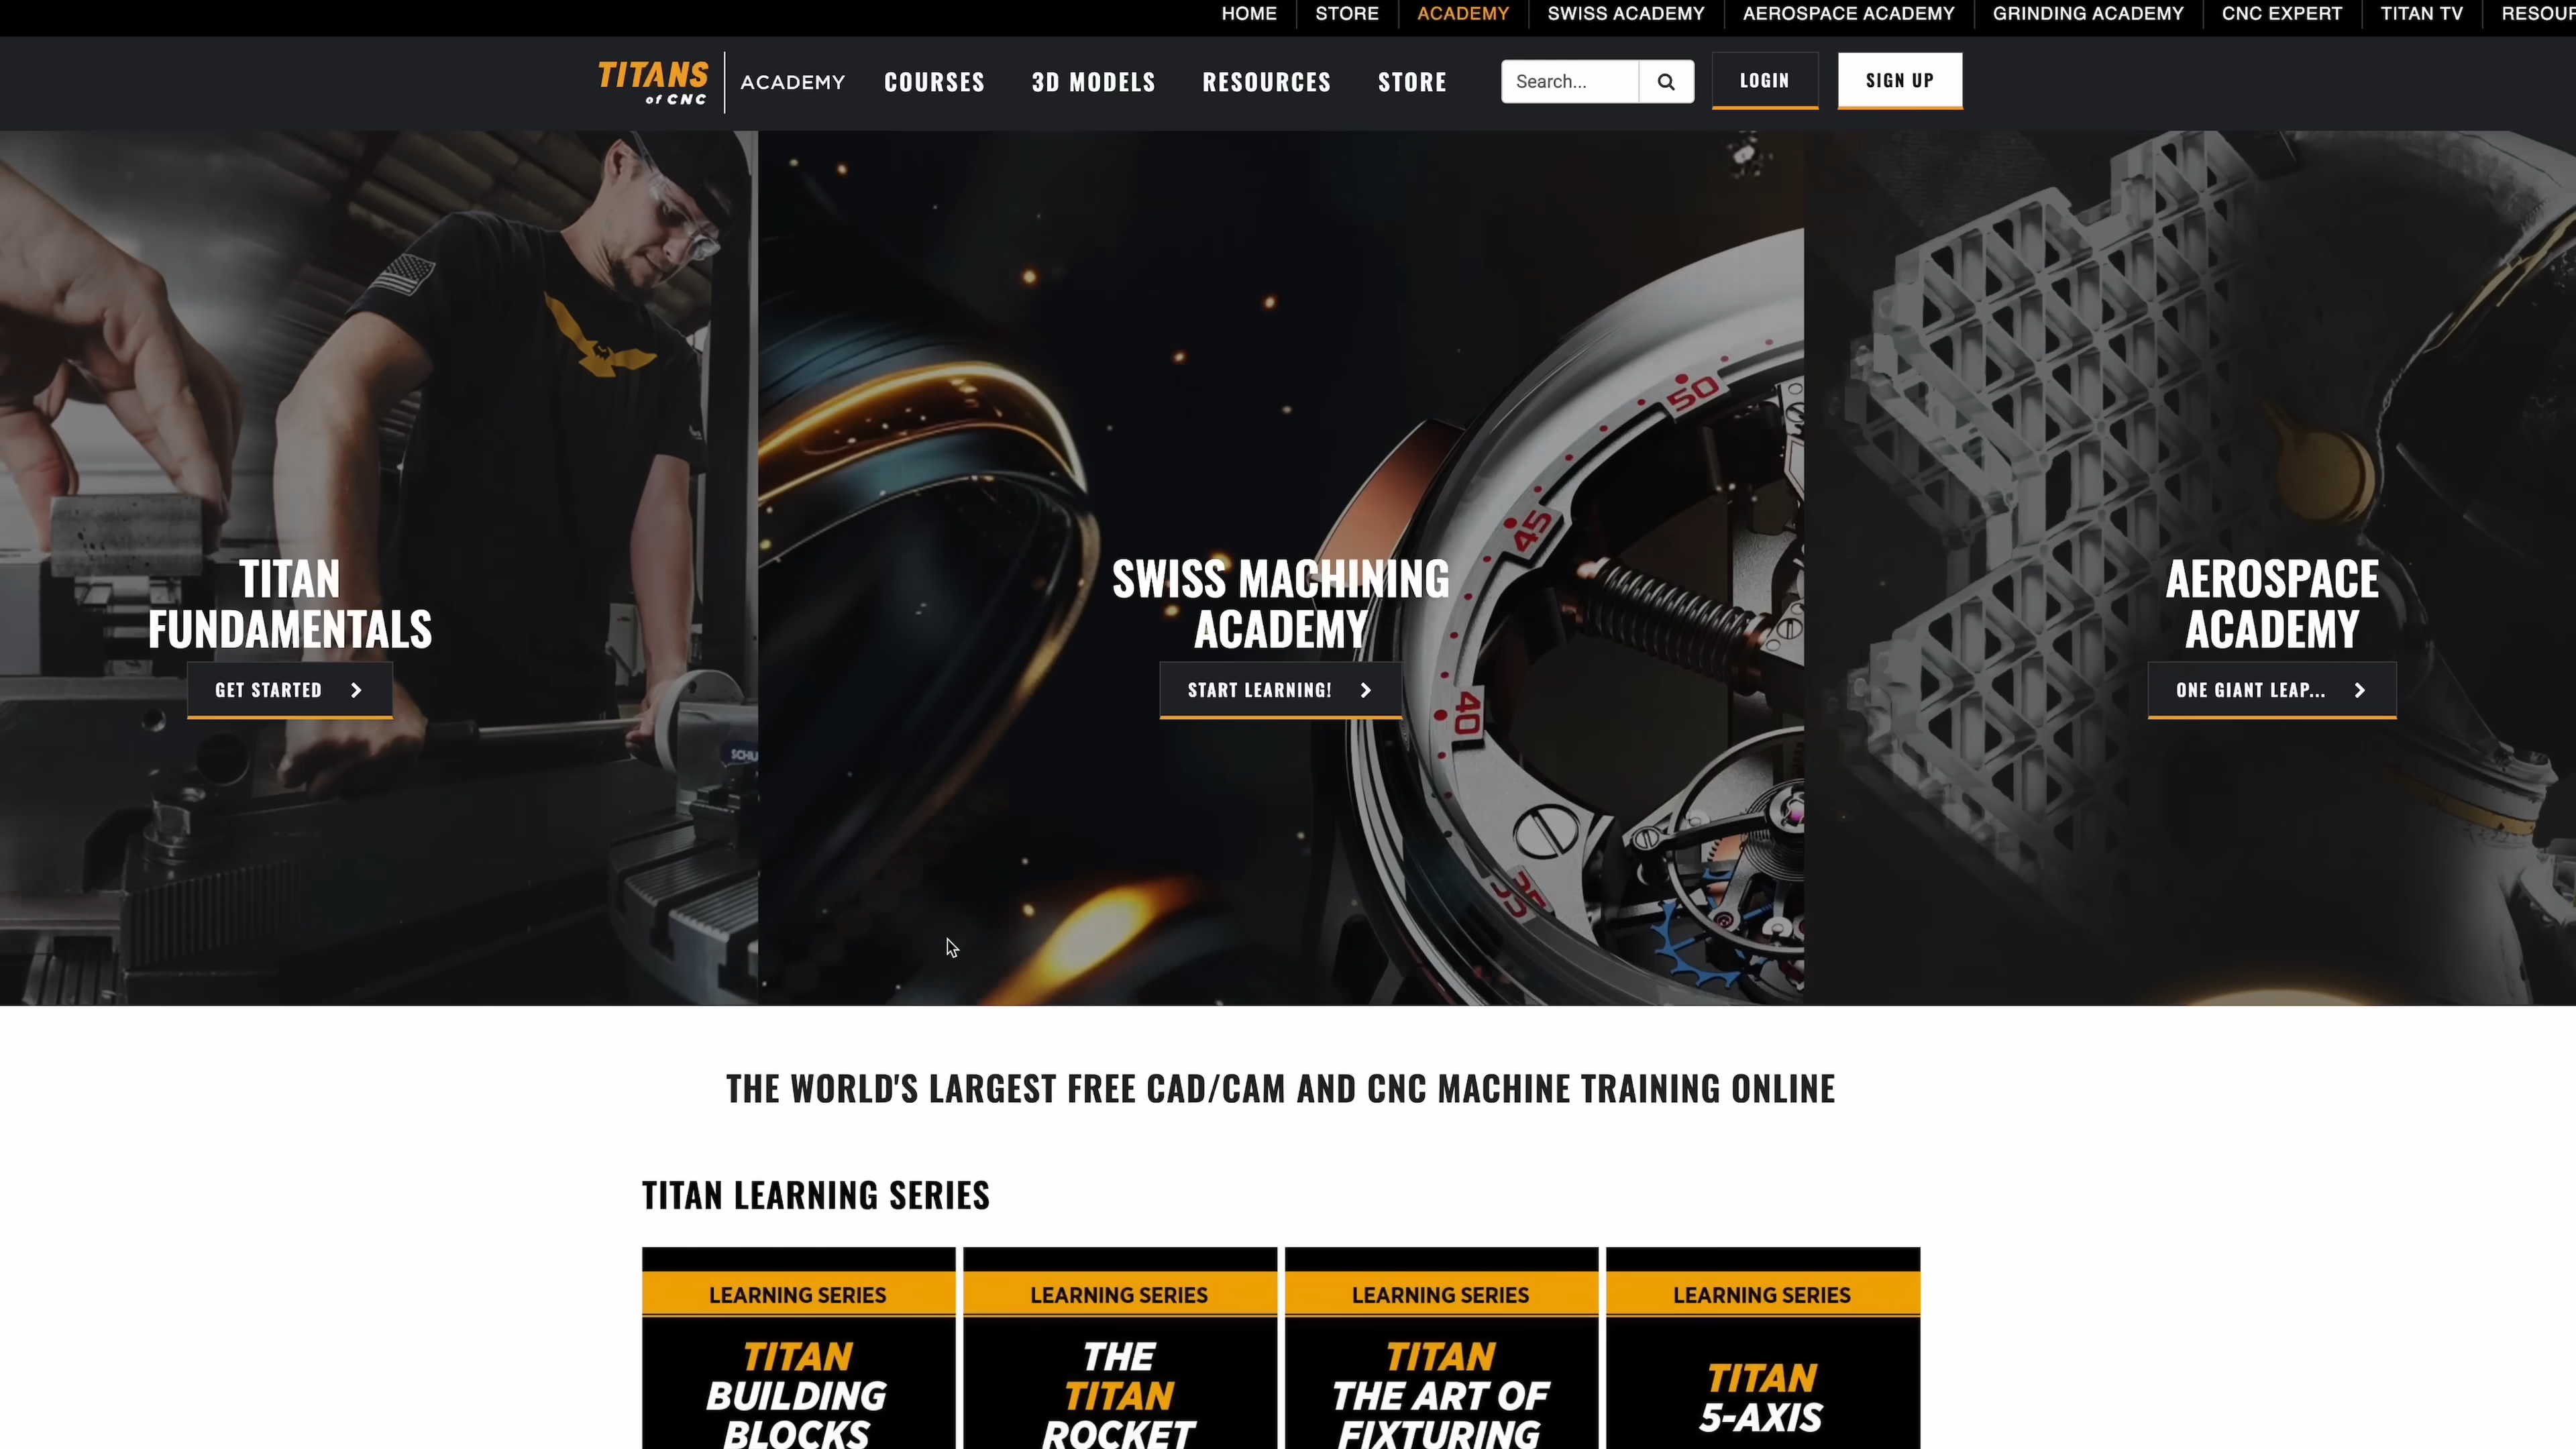 HOME
STORE
ACADEMY
SWISS ACADEMY
AEROSPACE ACADEMY
GRINDING ACADEMY
CNC EXPERT
TITAN TV
TITANS
of CNC
ACADEMY
COURSES
3D MODELS
RESOURCES
STORE
Search...
LOGIN
SIGN UP
TITAN
FUNDAMENTALS
GET STARTED
SWISS MACHINING
ACADEMY
START LEARNING!
AEROSPACE
ACADEMY
ONE GIANT LEAP...
50
45
40
35
THE WORLD'S LARGEST FREE CAD/CAM AND CNC MACHINE TRAINING ONLINE
TITAN LEARNING SERIES
LEARNING SERIES
TITAN
BUILDING
BLOCKS
LEARNING SERIES
THE
TITAN
ROCKET
LEARNING SERIES
TITAN
THE ART OF
FIXTURING
LEARNING SERIES
TITAN
5-AXIS